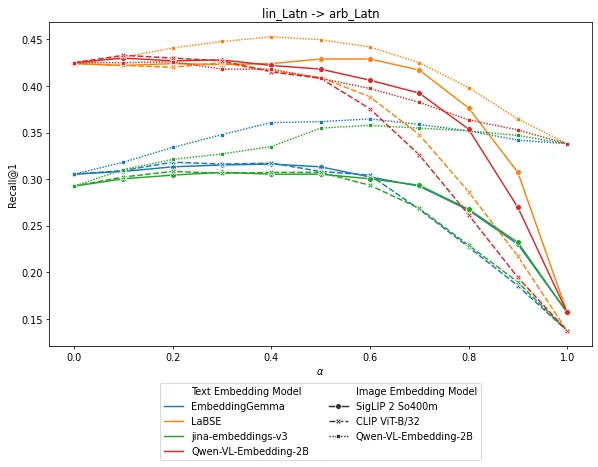 lin_Latn -> arb_Latn
0.45
0.40
0.35
0.30
0.25
0.20
0.15
Recall@1
0.0 0.2 0.4 0.6 0.8 1.0
α
Text Embedding Model Image Embedding Model
EmbeddingGemma SigLIP 2 So400m
LaBSE CLIP ViT-B/32
jina-embeddings-v3 Qwen-VL-Embedding-2B
Qwen-VL-Embedding-2B